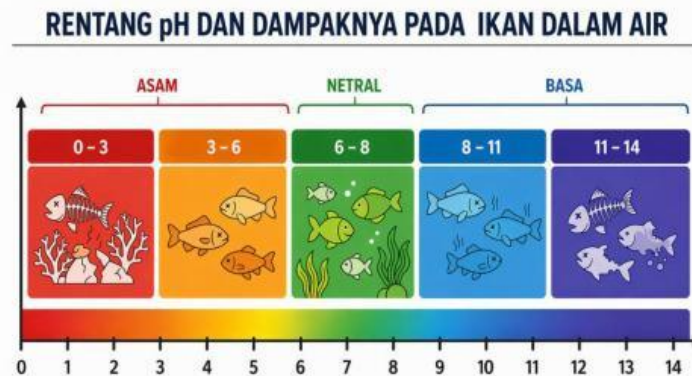 RENTANG pH DAN DAMPAKNYA PADA IKAN DALAM AIR
ASAM NETRAL BASA
0 – 3 3 – 6 6 – 8 8 – 11 11 – 14
0 1 2 3 4 5 6 7 8 9 10 11 12 13 14